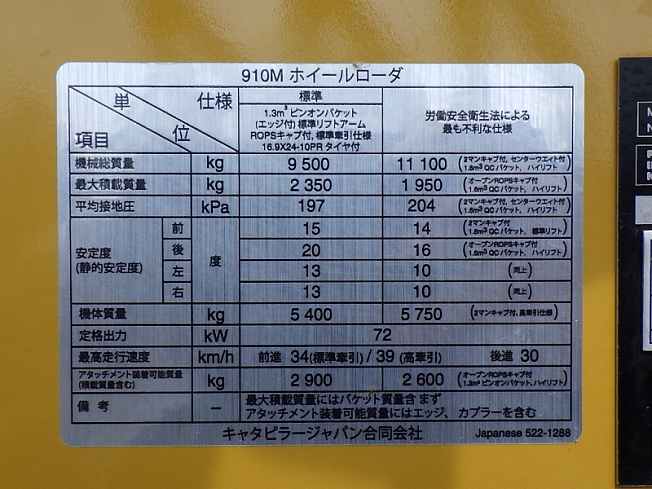 910M ホイールローダ
単位 仕様 項目
標準
1.3m³ ピンオンバケット
(エッジ付) 標準リフトアーム
ROPSキャブ付, 標準牽引仕様
16.9X24-10PR タイヤ付
労働安全衛生法による
最も不利な仕様
機械総質量 kg 9 500 11 100 (2マンキャブ付, センターウエイト付 1.6m³ QCバケット, ハイリフト)
最大積載質量 kg 2 350 1 950 (オープンROPSキャブ付 1.6m³ QCバケット, ハイリフト)
平均接地圧 kPa 197 204 (2マンキャブ付, センターウエイト付 1.6m³ QCバケット, ハイリフト)
安定度 (静的安定度) 度
前 15 14 (2マンキャブ付 1.6m³ QCバケット, 標準リフト)
後 20 16 (オープンROPS付 1.6m³ QCバケット, ハイリフト)
左 13 10 (同上)
右 13 10 (同上)
機体質量 kg 5 400 5 750 (2マンキャブ付, 高牽引仕様)
定格出力 kW 72
最高走行速度 km/h 前進 34 (標準牽引) / 39 (高牽引) 後進 30
アタッチメント装着可能質量 (積載質量含む) kg 2 900 2 600 (オープンROPS付 1.3m³ ピンオンバケット, ハイリフト)
備考 — 最大積載質量にはバケット質量含まず
アタッチメント装着可能質量にはエッジ、カプラーを含む
キャタピラージャパン合同会社 Japanese 522-1288